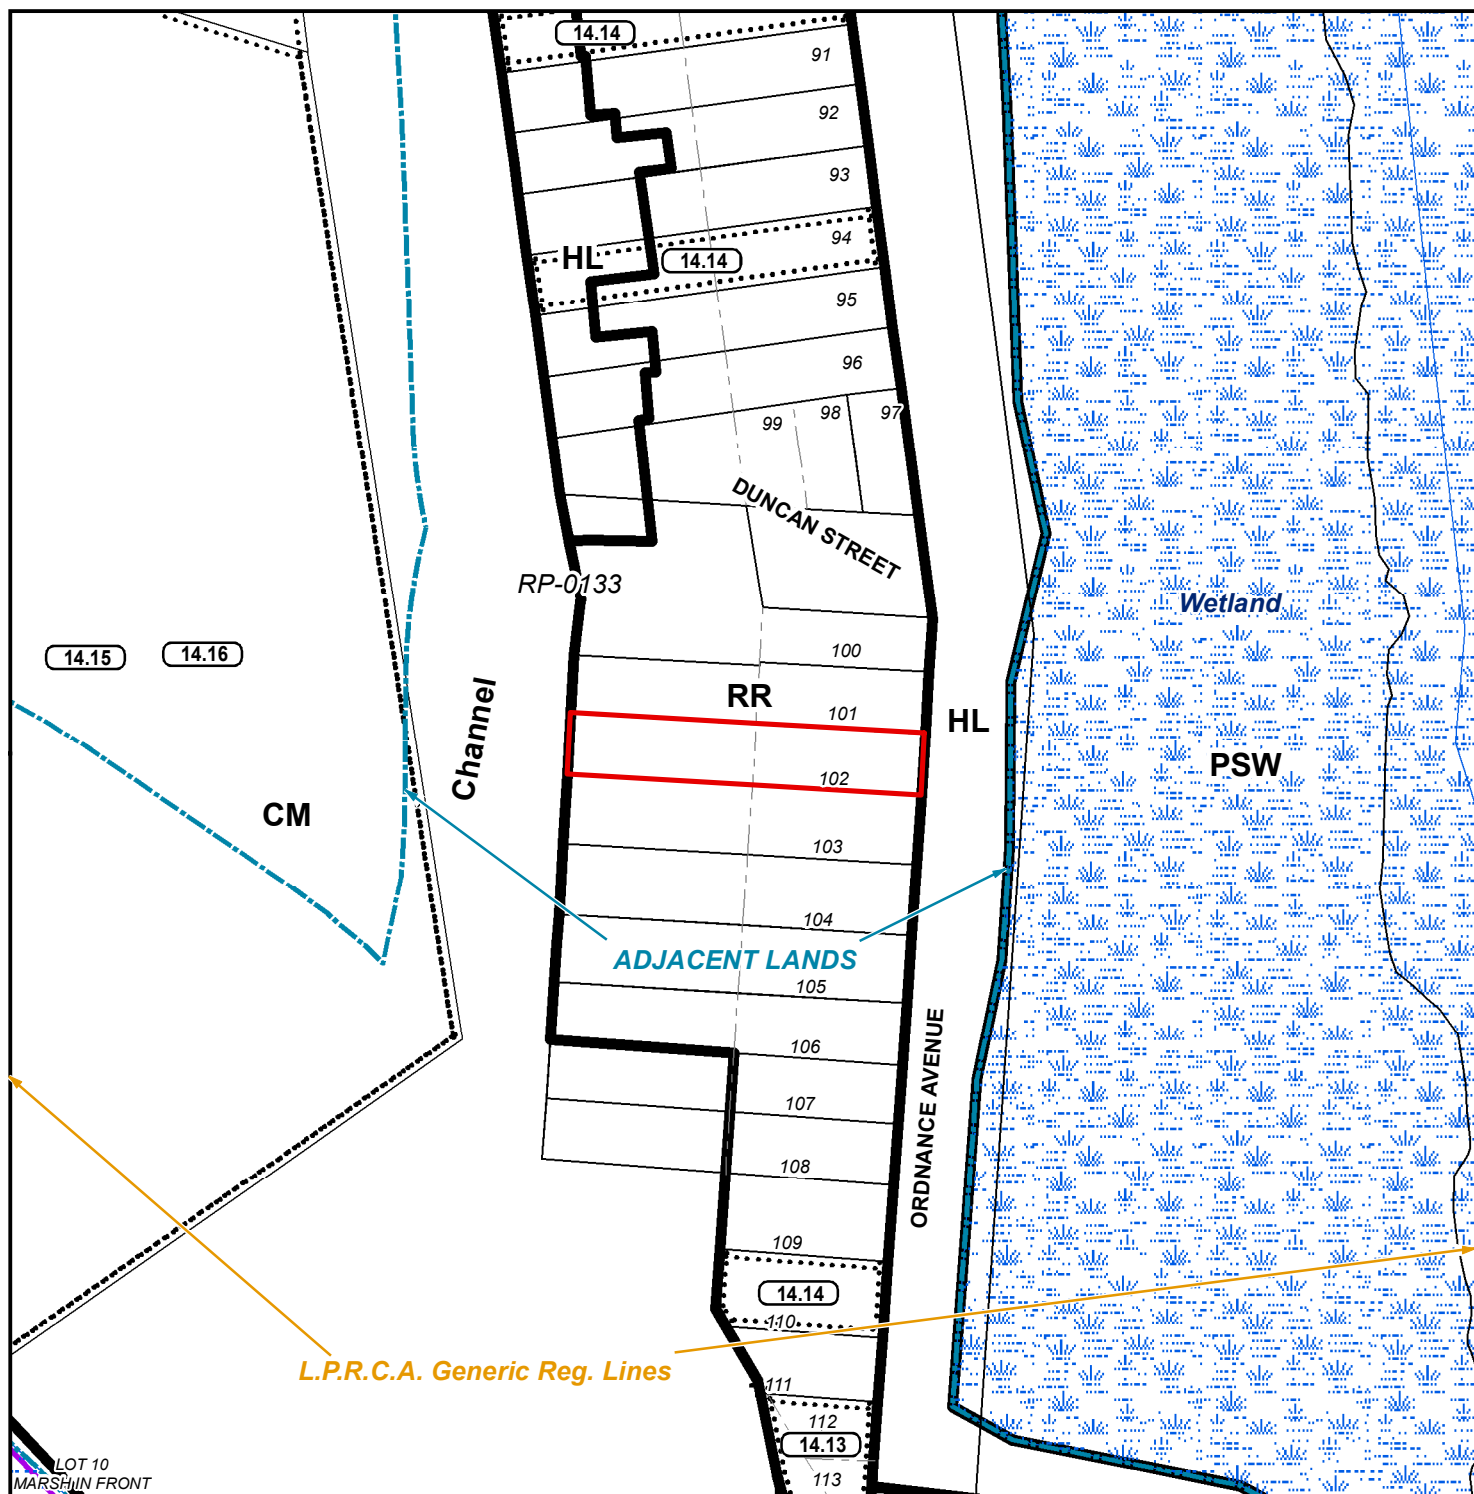 14.14
91
92
93
94
HL
14.14
95
96
97
98
99
DUNCAN STREET
RP-0133
Wetland
14.15
14.16
100
RR
101
HL
Channel
PSW
102
CM
103
104
ADJACENT LANDS
105
ORDNANCE AVENUE
106
107
108
109
14.14
110
L.P.R.C.A. Generic Reg. Lines
111
112
14.13
113
LOT 10
MARSH IN FRONT